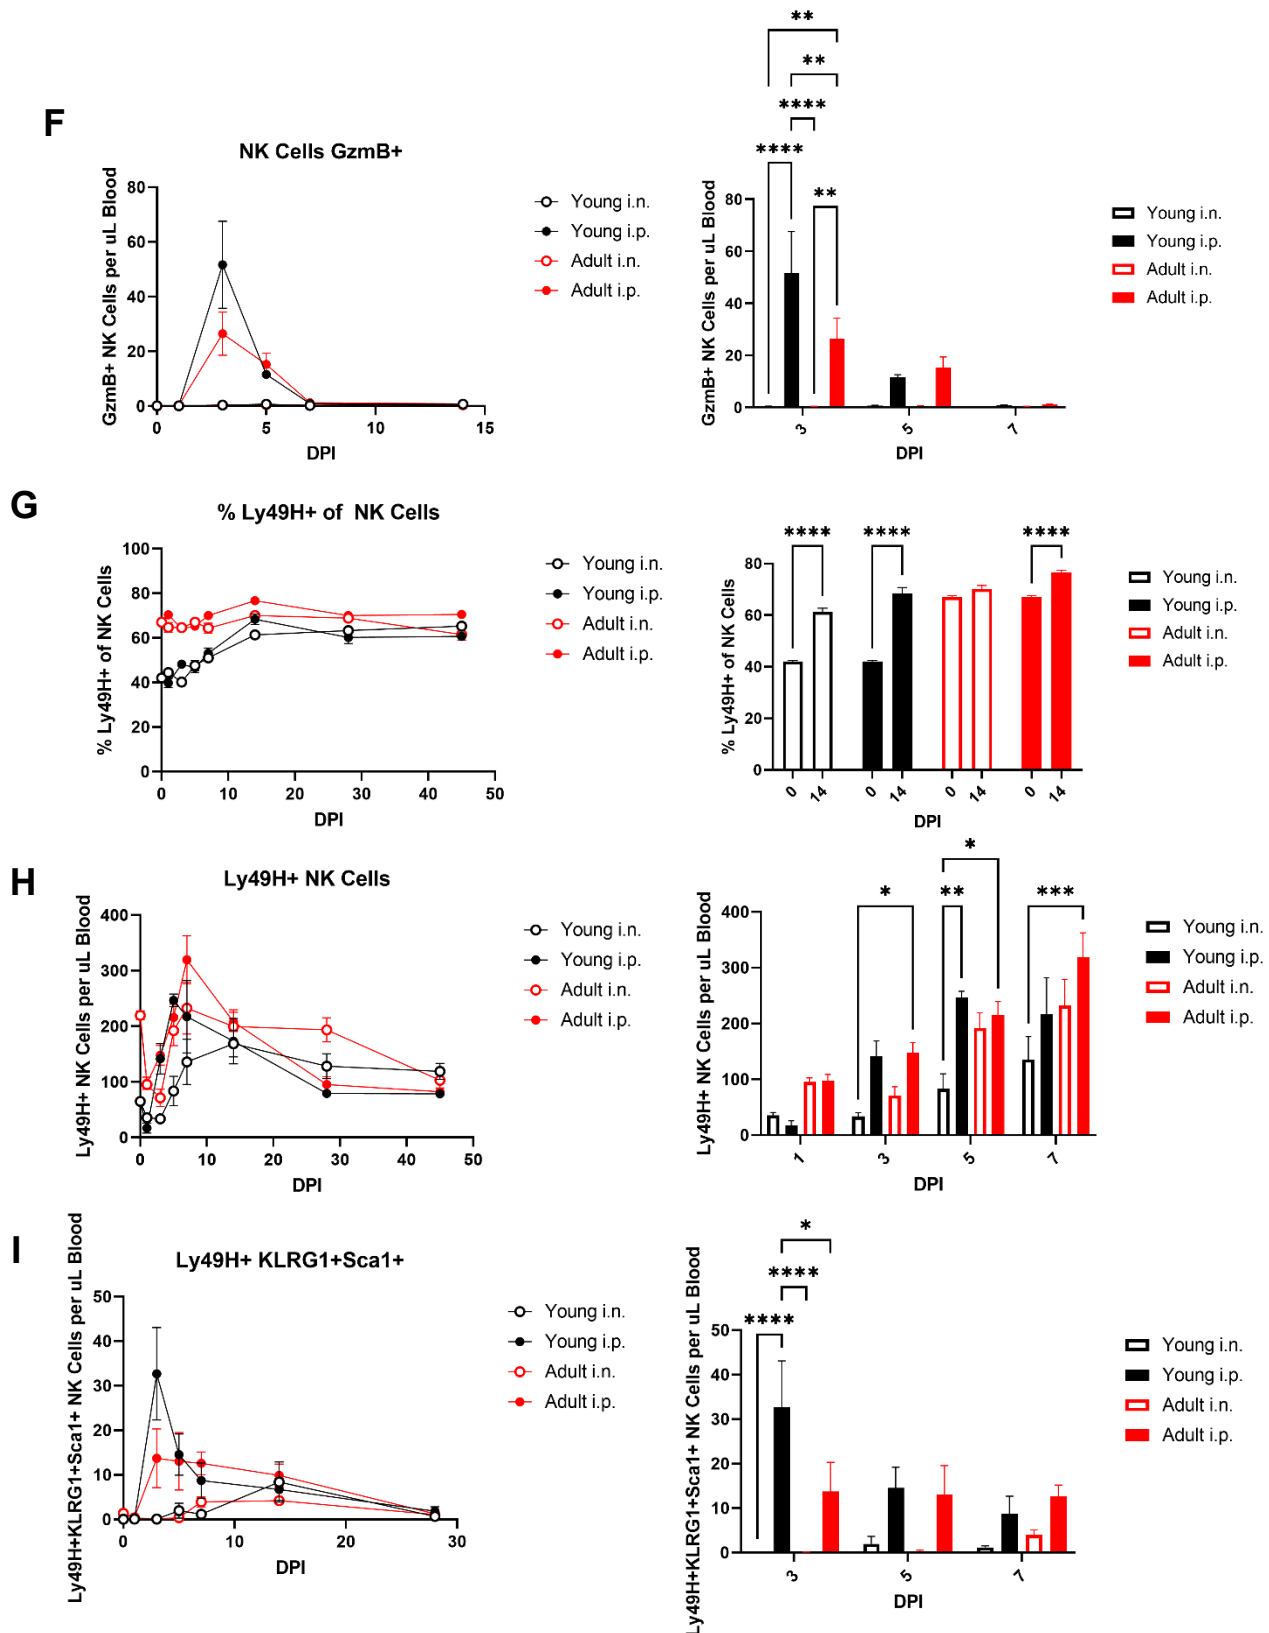 F
NK Cells GzmB+
GzmB+ NK Cells per uL Blood
80
60
40
20
0
0
5
10
15
DPI
Young i.n.
Young i.p.
Adult i.n.
Adult i.p.
**
**
****
****
**
GzmB+ NK Cells per uL Blood
80
60
40
20
0
3
5
7
DPI
Young i.n.
Young i.p.
Adult i.n.
Adult i.p.
G
% Ly49H+ of  NK Cells
% Ly49H+ of NK Cells
100
80
60
40
20
0
0
10
20
30
40
50
DPI
Young i.n.
Young i.p.
Adult i.n.
Adult i.p.
****
****
****
% Ly49H+ of NK Cells
80
60
40
20
0
0
14
0
14
0
14
0
14
DPI
Young i.n.
Young i.p.
Adult i.n.
Adult i.p.
H
Ly49H+ NK Cells
Ly49H+ NK Cells per uL Blood
400
300
200
100
0
0
10
20
30
40
50
DPI
Young i.n.
Young i.p.
Adult i.n.
Adult i.p.
*
*
**
***
Ly49H+ NK Cells per uL Blood
400
300
200
100
0
1
3
5
7
DPI
Young i.n.
Young i.p.
Adult i.n.
Adult i.p.
I
Ly49H+ KLRG1+Sca1+
Ly49H+KLRG1+Sca1+ NK Cells per uL Blood
50
40
30
20
10
0
0
10
20
30
DPI
Young i.n.
Young i.p.
Adult i.n.
Adult i.p.
*
****
****
Ly49H+KLRG1+Sca1+ NK Cells per uL Blood
50
40
30
20
10
0
3
5
7
DPI
Young i.n.
Young i.p.
Adult i.n.
Adult i.p.